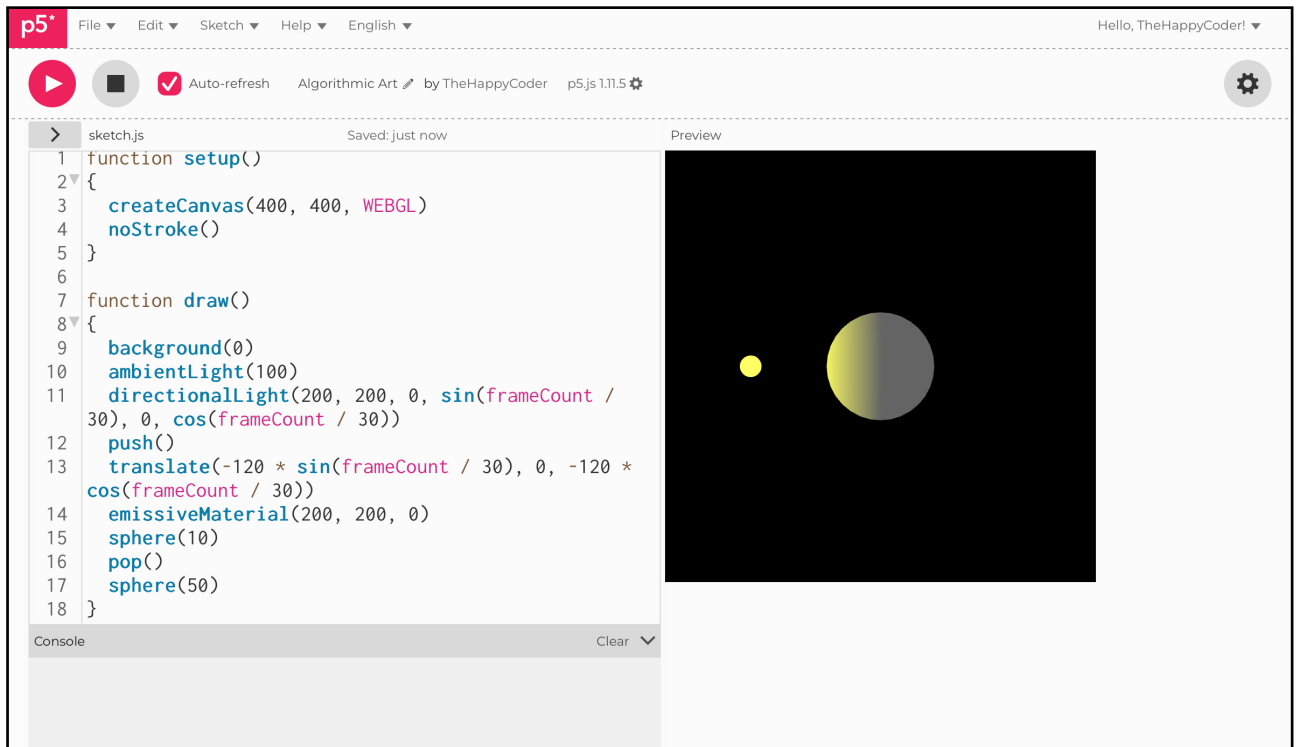 p5* File Edit Sketch Help English Hello, TheHappyCoder!
Auto-refresh Algorithmic Art by TheHappyCoder p5.js 1.11.5
sketch.js Saved: just now Preview
1 function setup()
2 {
3 createCanvas(400, 400, WEBGL)
4 noStroke()
5 }
6
7 function draw()
8 {
9 background(0)
10 ambientLight(100)
11 directionalLight(200, 200, 0, sin(frameCount /
30), 0, cos(frameCount / 30))
12 push()
13 translate(-120 * sin(frameCount / 30), 0, -120 *
cos(frameCount / 30))
14 emissiveMaterial(200, 200, 0)
15 sphere(10)
16 pop()
17 sphere(50)
18 }
Console Clear